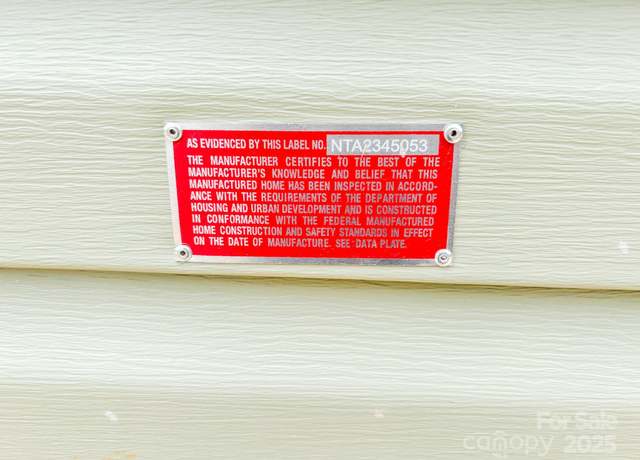 AS EVIDENCED BY THIS LABEL NO. NTA2345053
THE MANUFACTURER CERTIFIES TO THE BEST OF THE
MANUFACTURER'S KNOWLEDGE AND BELIEF THAT THIS
MANUFACTURED HOME HAS BEEN INSPECTED IN ACCORD-
ANCE WITH THE REQUIREMENTS OF THE DEPARTMENT OF
HOUSING AND URBAN DEVELOPMENT AND IS CONSTRUCTED
IN CONFORMANCE WITH THE FEDERAL MANUFACTURED
HOME CONSTRUCTION AND SAFETY STANDARDS IN EFFECT
ON THE DATE OF MANUFACTURE. SEE DATA PLATE.
For Sale
canopy 2025